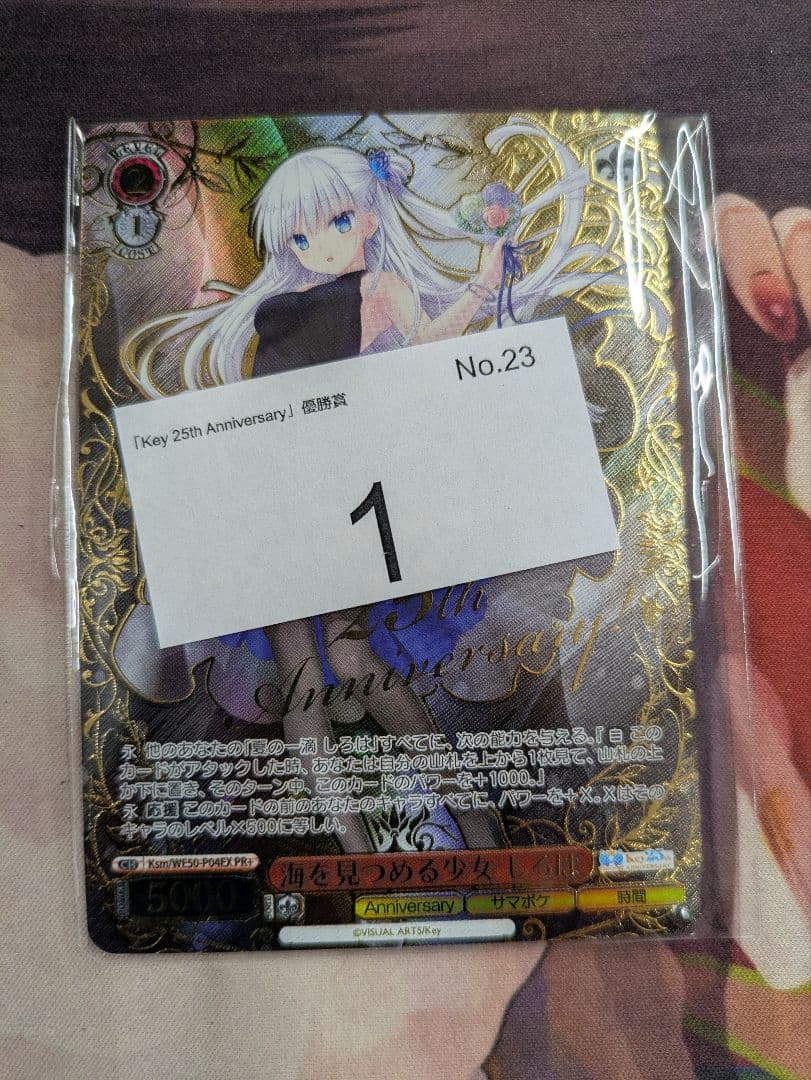 LEVEL
2
1
COST
No.23
「Key 25th Anniversary」優勝賞
1
25th
Anniversary!
永 他のあなたの「夏の一滴 しろは」すべてに、次の能力を与える。『 自 この
カードがアタックした時、あなたは自分の山札を上から1枚見て、山札の上
か下に置き、そのターン中、このカードのパワーを＋1000。』
永 応援 このカードの前のあなたのキャラすべてに、パワーを＋X。Xはその
キャラのレベル×500に等しい。
CH Ksm/WE50-P04EX PR+
海を見つめる少女 しろは
Key 25th
ANNIVERSARY
5000
Anniversary サマポケ 時間
©VISUAL ARTS/Key